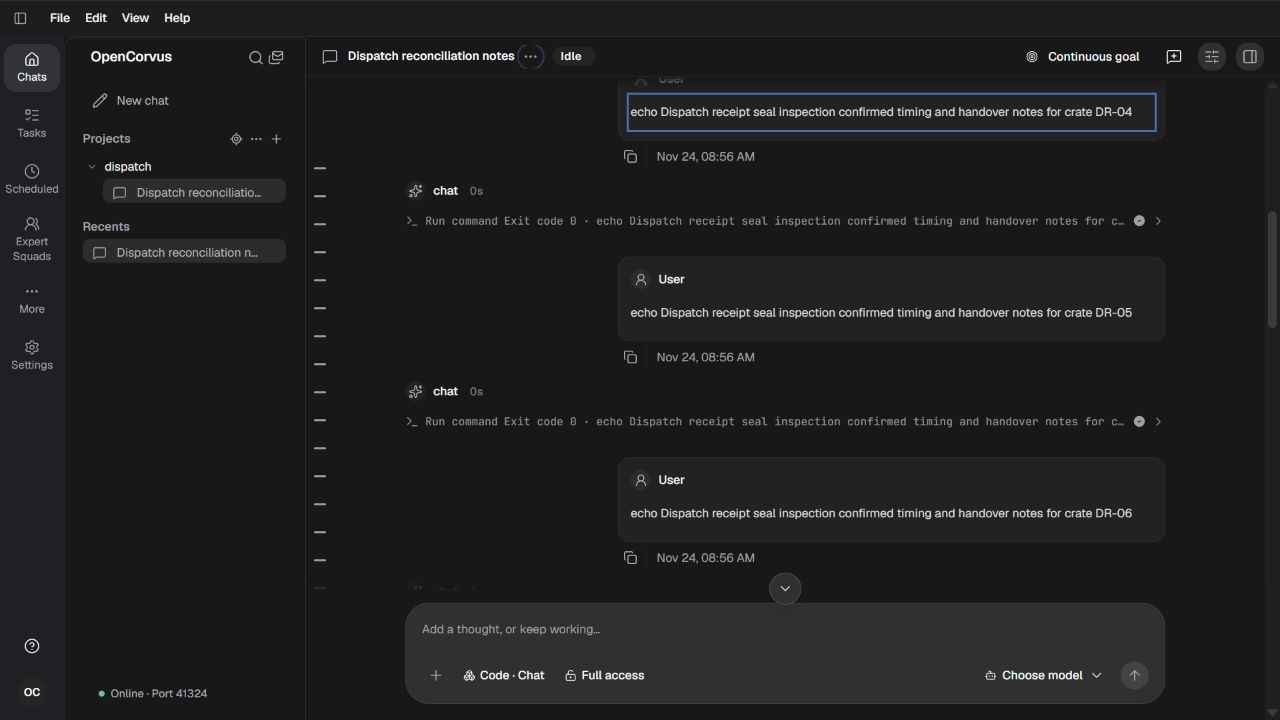 File Edit View Help
OpenCorvus
Chats
New chat
Tasks
Projects
dispatch
Scheduled
Dispatch reconciliatio...
Recents
Expert
Squads
Dispatch reconciliation n...
More
Settings
OC
Online · Port 41324
Dispatch reconciliation notes ··· Idle
Continuous goal
User
echo Dispatch receipt seal inspection confirmed timing and handover notes for crate DR-04
Nov 24, 08:56 AM
chat 0s
>_ Run command Exit code 0 · echo Dispatch receipt seal inspection confirmed timing and handover notes for c…
User
echo Dispatch receipt seal inspection confirmed timing and handover notes for crate DR-05
Nov 24, 08:56 AM
chat 0s
>_ Run command Exit code 0 · echo Dispatch receipt seal inspection confirmed timing and handover notes for c…
User
echo Dispatch receipt seal inspection confirmed timing and handover notes for crate DR-06
Nov 24, 08:56 AM
Add a thought, or keep working...
Code · Chat Full access Choose model